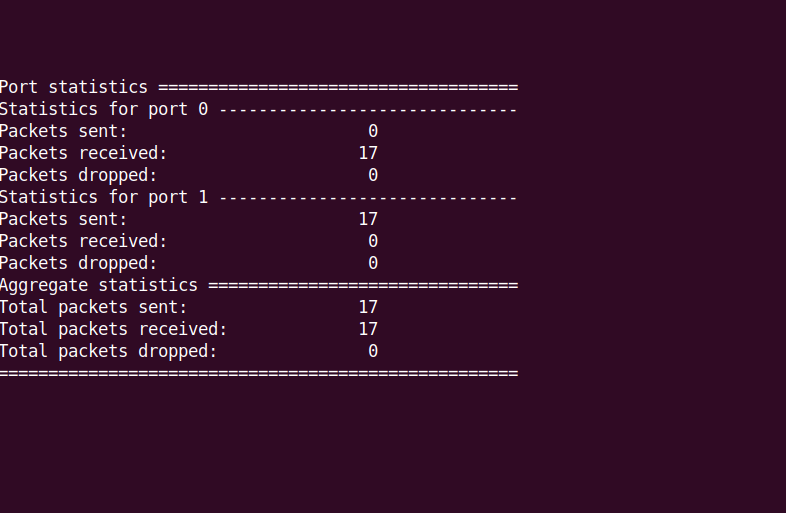 Port statistics ====================================
Statistics for port 0 ------------------------------
Packets sent:                        0
Packets received:                   17
Packets dropped:                     0
Statistics for port 1 ------------------------------
Packets sent:                       17
Packets received:                    0
Packets dropped:                     0
Aggregate statistics ===============================
Total packets sent:                 17
Total packets received:             17
Total packets dropped:               0
====================================================